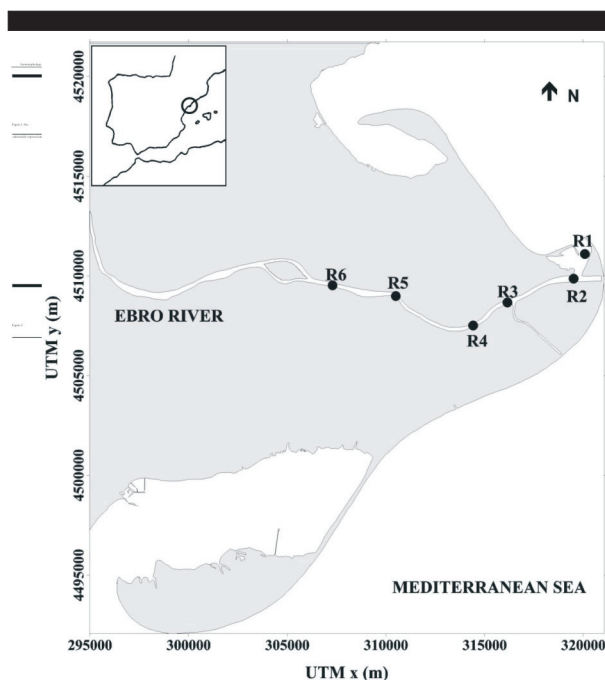 N
R1
R2
R3
R4
R5
R6
EBRO RIVER
MEDITERRANEAN SEA
UTM y (m)
4520000
4515000
4510000
4505000
4500000
4495000
295000 300000 305000 310000 315000 320000
UTM x (m)